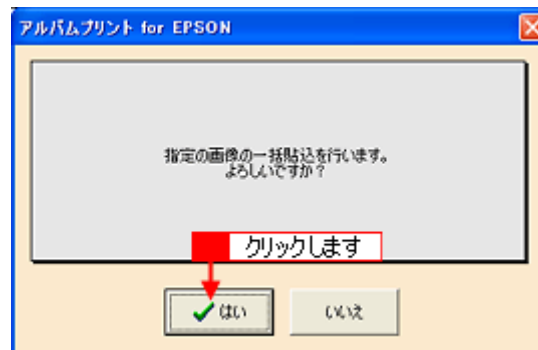 アルバムプリント for EPSON
指定の画像の一括貼込を行います。
よろしいですか？
クリックします
はい
いいえ